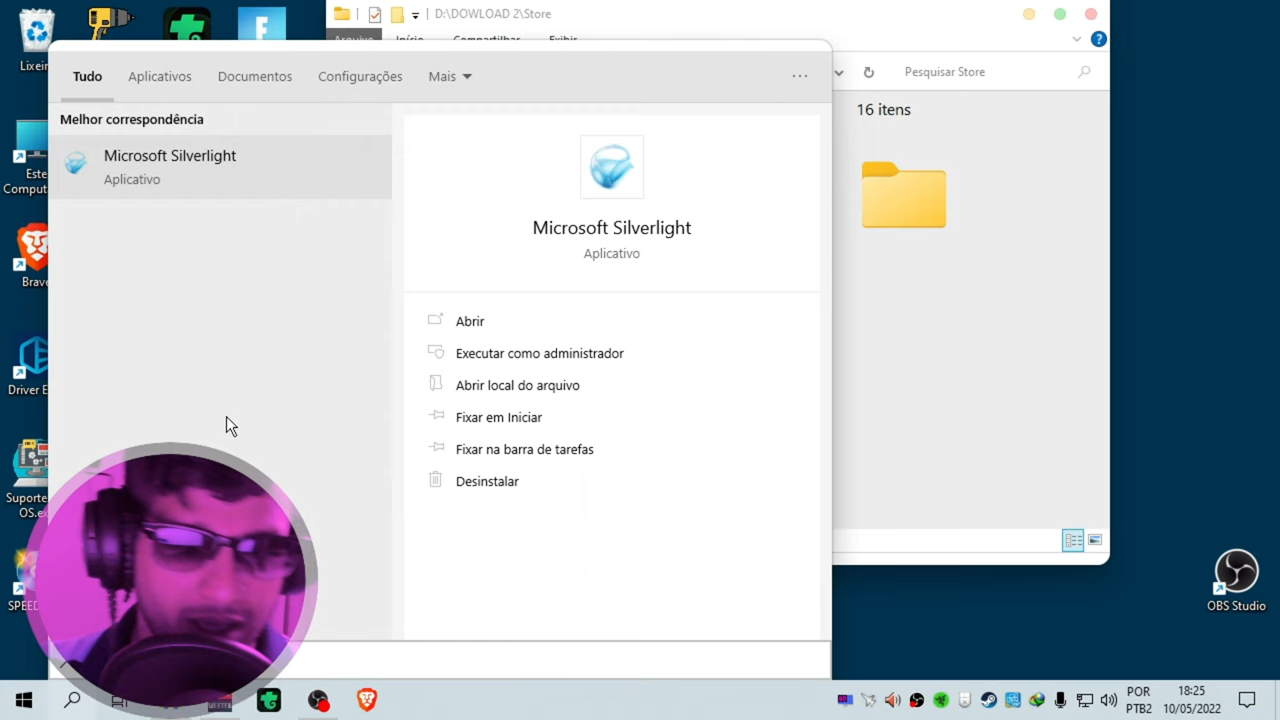 D:\DOWLOAD 2\Store
Arquivo Início Compartilhar Exibir
Lixei
Tudo Aplicativos Documentos Configurações Mais
Pesquisar Store
Melhor correspondência
16 itens
Microsoft Silverlight
Aplicativo
Este
Computa
Microsoft Silverlight
Aplicativo
Brave
Abrir
Executar como administrador
Abrir local do arquivo
Driver E
Fixar em Iniciar
Fixar na barra de tarefas
Desinstalar
Suporte
OS.e
SPEED
OBS Studio
POR
PTB2
18:25
10/05/2022